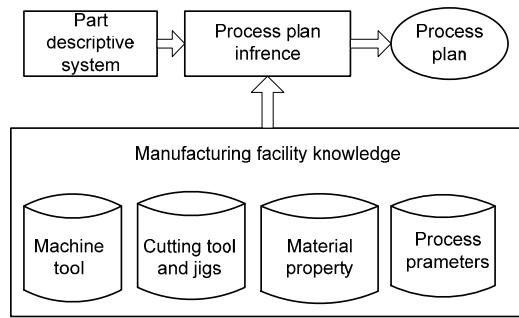 Part
descriptive
system
Process plan
infrence
Process
plan
Manufacturing facility knowledge
Machine
tool
Cutting tool
and jigs
Material
property
Process
prameters